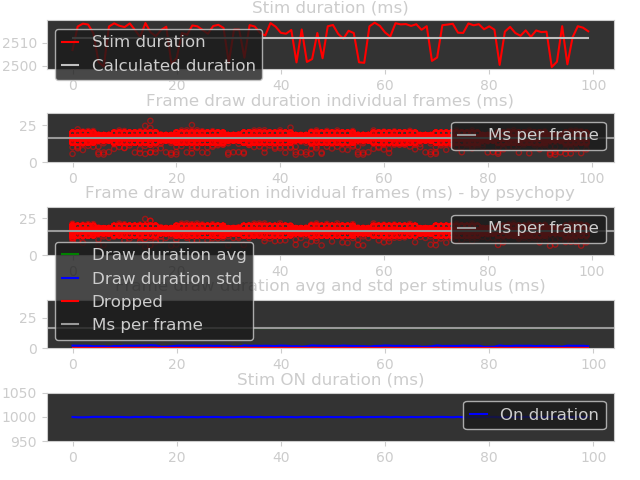 Stim duration (ms)
2510
2500
Stim duration
Calculated duration
0 20 40 60 80 100
Frame draw duration individual frames (ms)
25
0
Ms per frame
0 20 40 60 80 100
Frame draw duration individual frames (ms) - by psychopy
25
0
Ms per frame
0 20 40 60 80 100
Draw duration avg
Draw duration std
Dropped
Ms per frame
Frame draw duration avg and std per stimulus (ms)
25
0
0 20 40 60 80 100
Stim ON duration (ms)
1050
1000
950
On duration
0 20 40 60 80 100